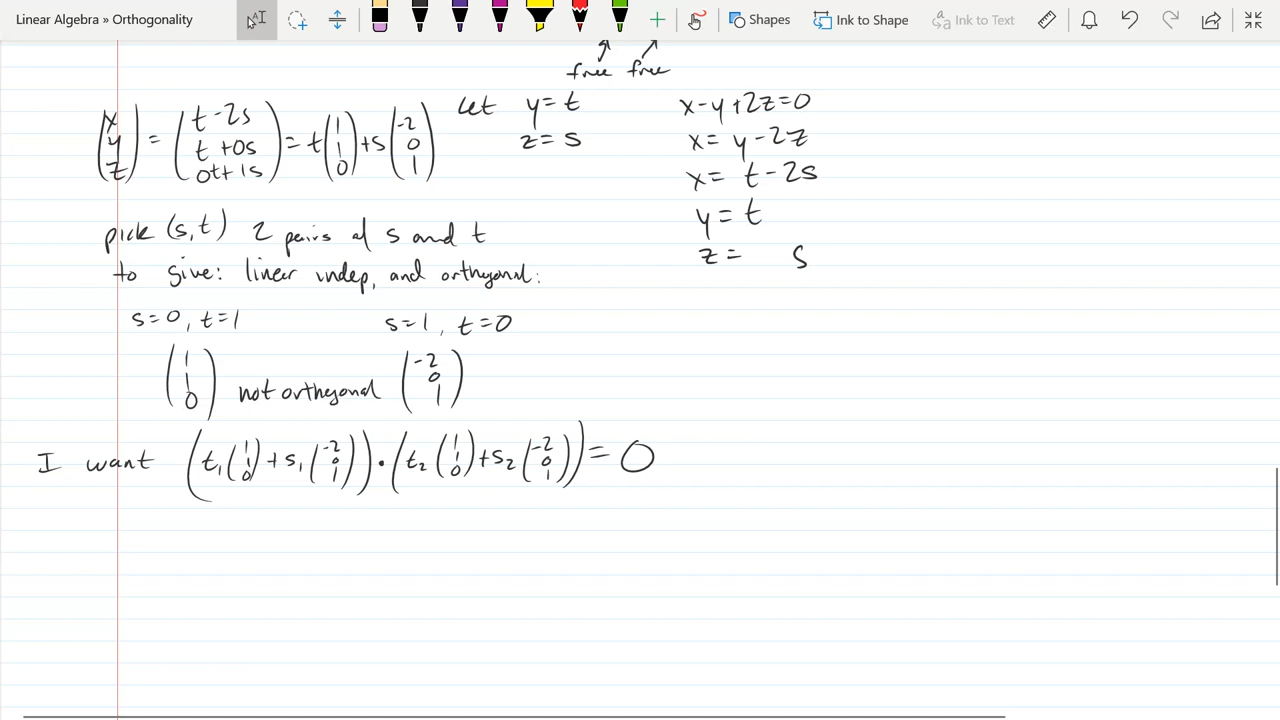 Linear Algebra » Orthogonality
Shapes Ink to Shape Ink to Text
free free
(x y z) = (t-2s t+0s 0t+1s) = t(1 1 0) + s(-2 0 1)
let y=t
z=s
x-y+2z=0
x=y-2z
x=t-2s
y=t
z= s
pick (s,t) 2 pairs of s and t
to give: linear indep, and orthogonal:
s=0, t=1 s=1, t=0
(1 1 0) not orthogonal (-2 0 1)
I want (t₁(1 1 0)+s₁(-2 0 1))•(t₂(1 1 0)+s₂(-2 0 1))=0